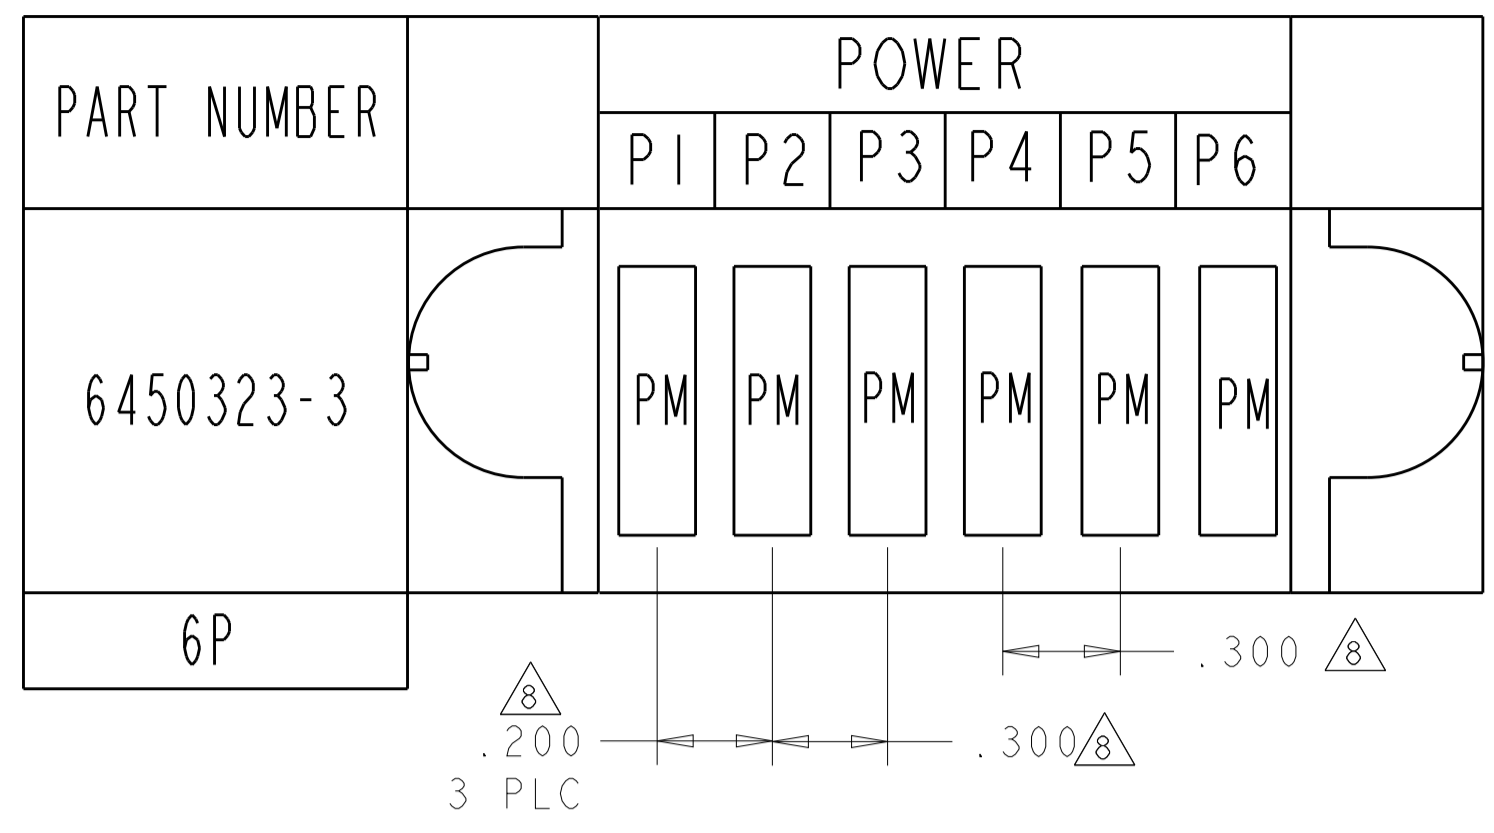 PART NUMBER
POWER
P1 P2 P3 P4 P5 P6
6450323-3
PM PM PM PM PM PM
6P
.300 8
8
.200
.300 8
3 PLC